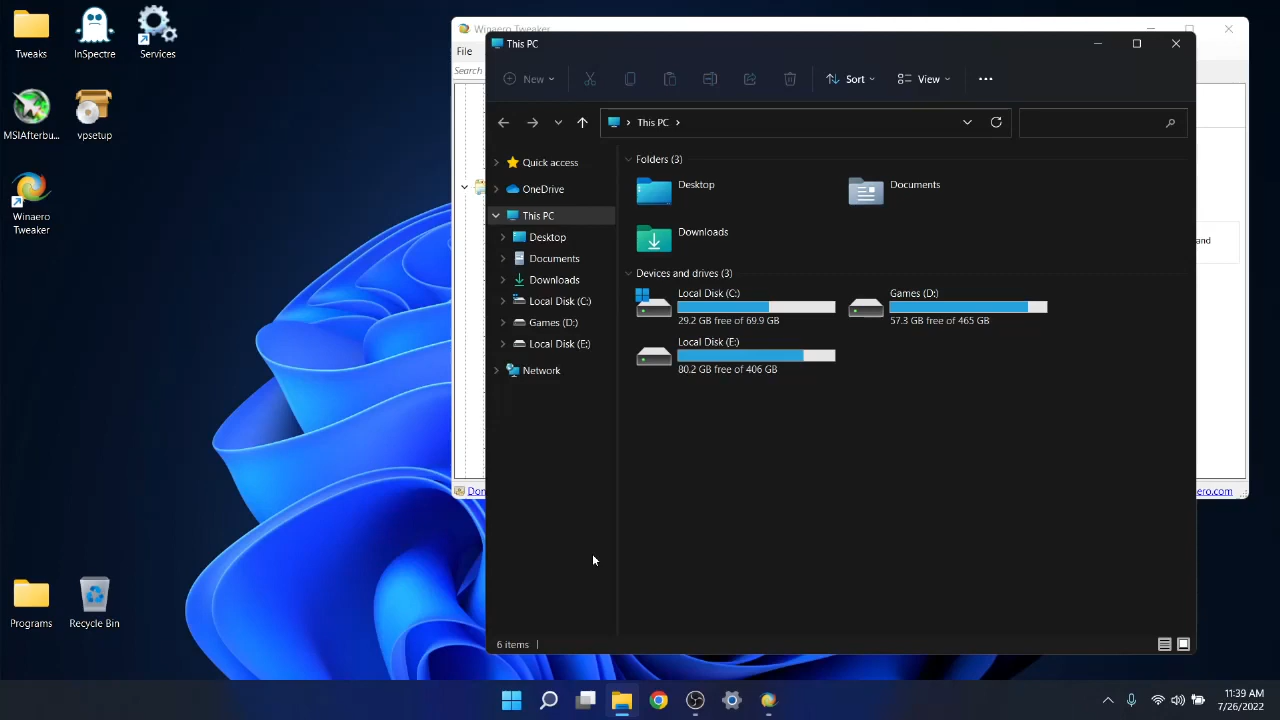 Tweaks
InSpectre
Services
MSIAfterbu...
vpsetup
Winaero
Tweaker
Programs
Recycle Bin
Winaero Tweaker
File
Search
and
Don
ero.com
This PC
New
Sort
View
This PC
Quick access
OneDrive
This PC
Desktop
Documents
Downloads
Local Disk (C:)
Games (D:)
Local Disk (E:)
Network
Folders (3)
Desktop
Documents
Downloads
Devices and drives (3)
Local Disk (C:)
29.2 GB free of 69.9 GB
Games (D:)
57.3 GB free of 465 GB
Local Disk (E:)
80.2 GB free of 406 GB
6 items
11:39 AM
7/26/2022